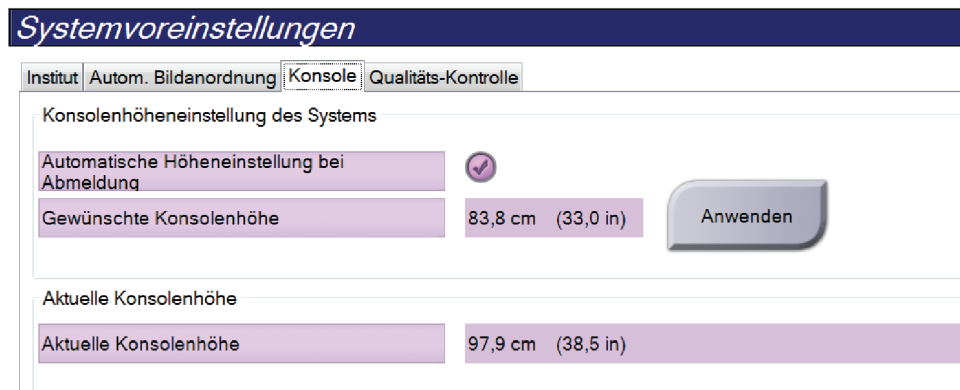 Systemvoreinstellungen
Institut Autom. Bildanordnung Konsole Qualitäts-Kontrolle
Konsolenhöheneinstellung des Systems
Automatische Höheneinstellung bei
Abmeldung
Gewünschte Konsolenhöhe 83,8 cm (33,0 in) Anwenden
Aktuelle Konsolenhöhe
Aktuelle Konsolenhöhe 97,9 cm (38,5 in)